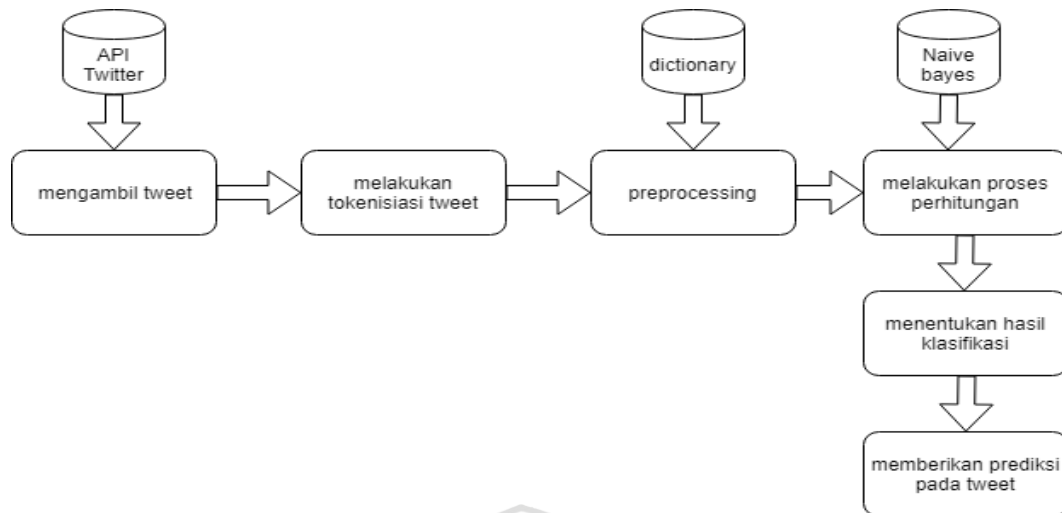 API
Twitter
dictionary
Naive
bayes
mengambil tweet
melakukan
tokenisiasi tweet
preprocessing
melakukan proses
perhitungan
menentukan hasil
klasifikasi
memberikan prediksi
pada tweet